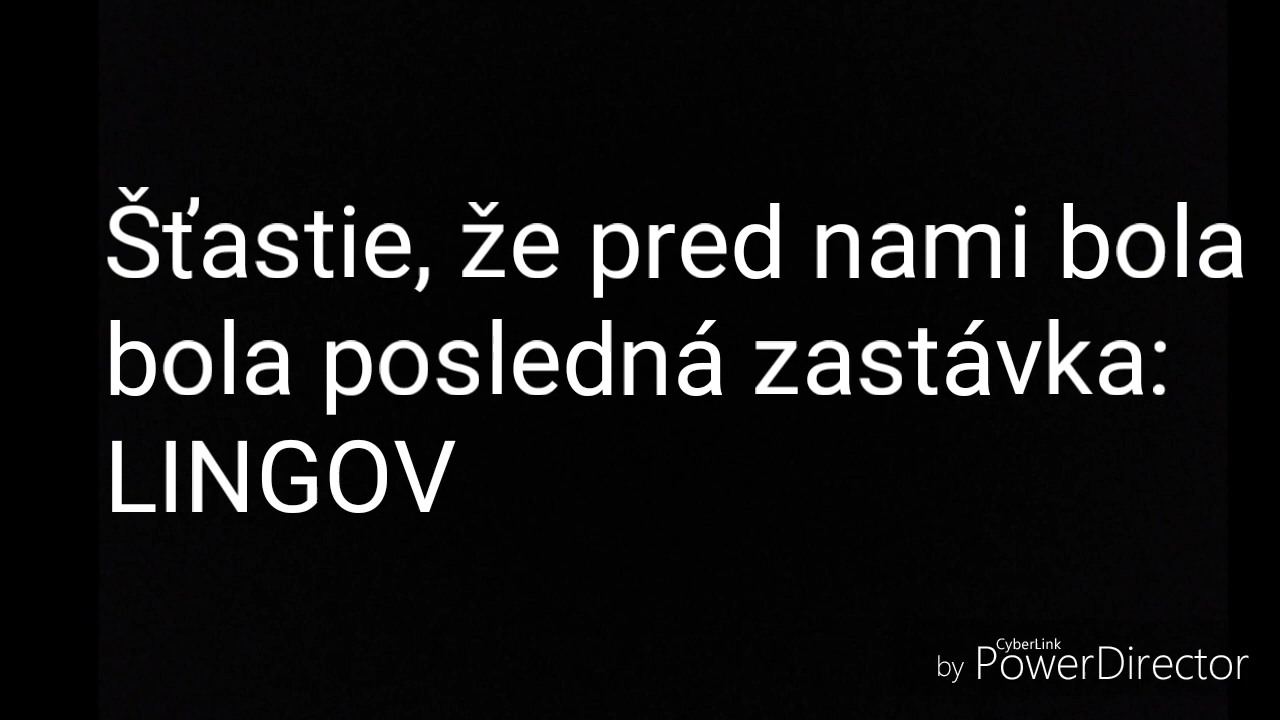 Šťastie, že pred nami bola
bola posledná zastávka:
LINGOV
CyberLink
by PowerDirector